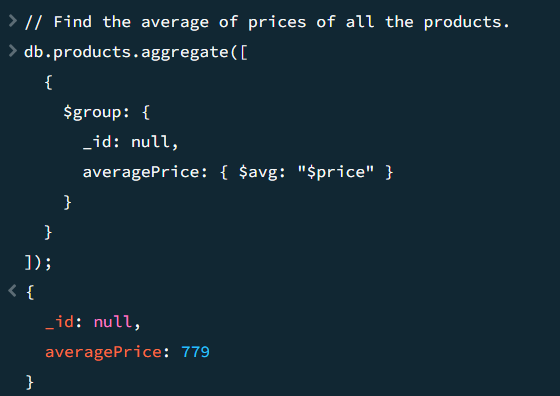 > // Find the average of prices of all the products.
> db.products.aggregate([
{
$group: {
_id: null,
averagePrice: { $avg: "$price" }
}
}
]);
< {
_id: null,
averagePrice: 779
}